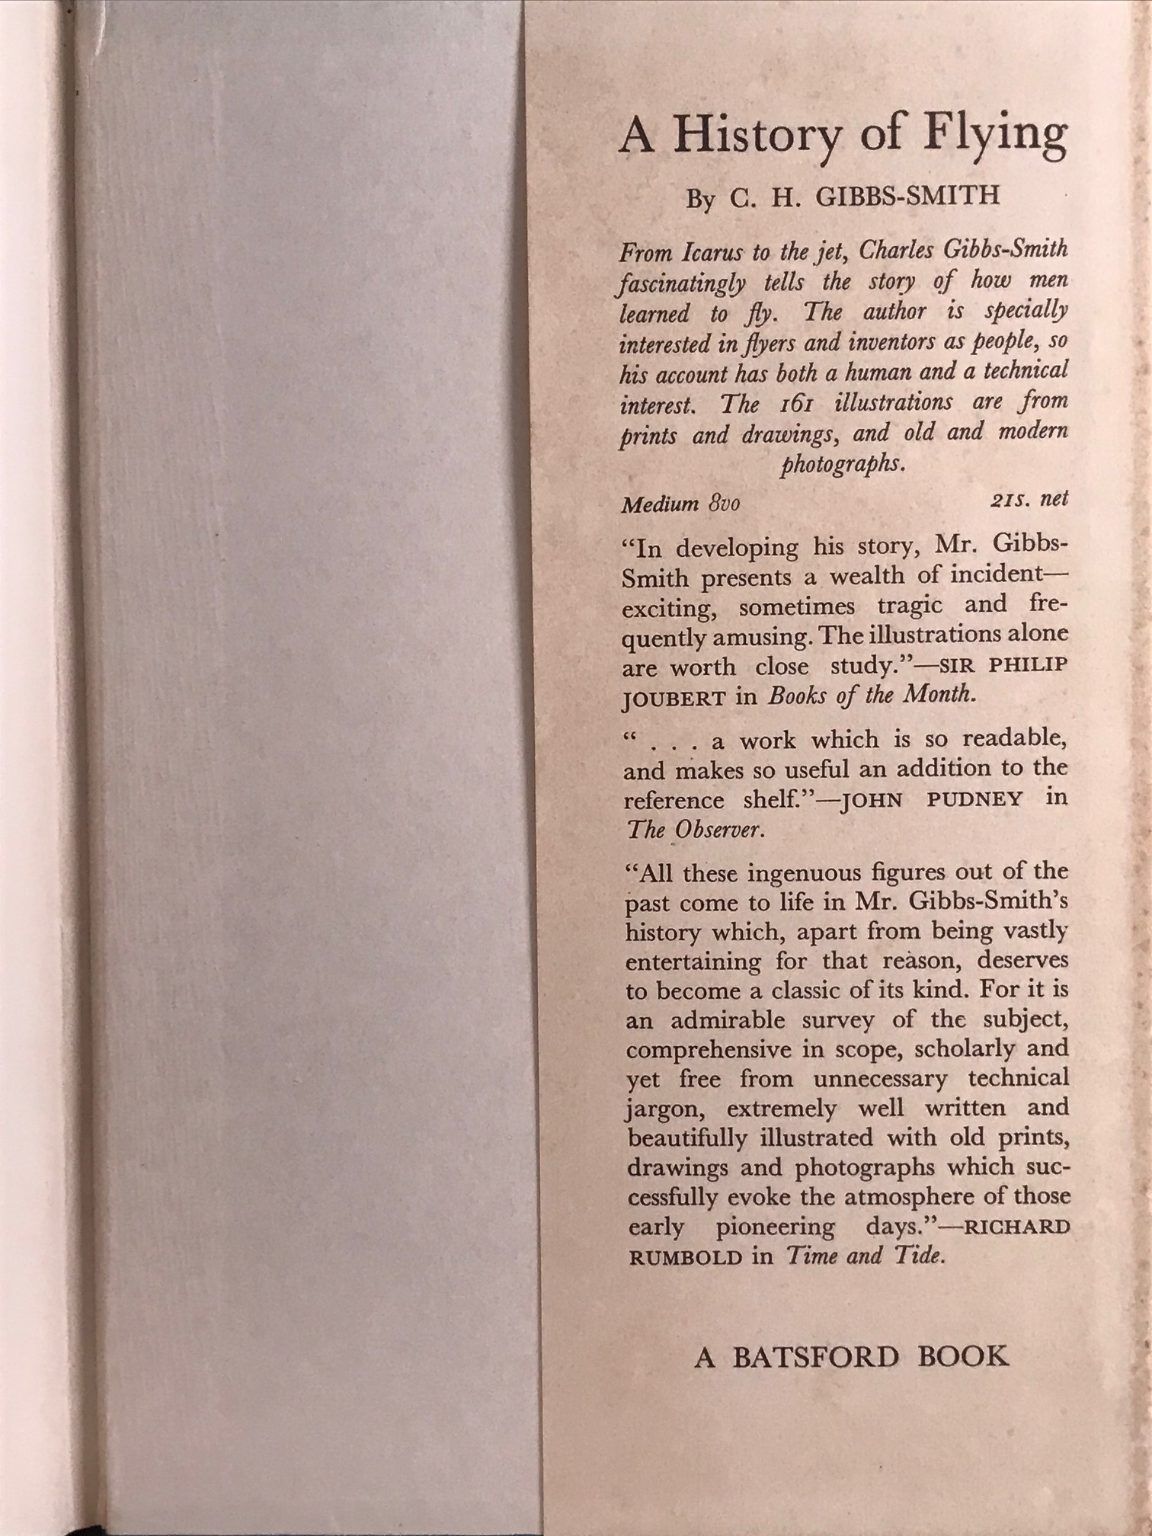 A History of Flying
By C. H. GIBBS-SMITH
From Icarus to the jet, Charles Gibbs-Smith
fascinatingly tells the story of how men
learned to fly. The author is specially
interested in flyers and inventors as people, so
his account has both a human and a technical
interest. The 161 illustrations are from
prints and drawings, and old and modern
photographs.
Medium 8vo 21s. net
“In developing his story, Mr. Gibbs-
Smith presents a wealth of incident—
exciting, sometimes tragic and fre-
quently amusing. The illustrations alone
are worth close study.”—SIR PHILIP
JOUBERT in Books of the Month.
“ . . . a work which is so readable,
and makes so useful an addition to the
reference shelf.”—JOHN PUDNEY in
The Observer.
“All these ingenuous figures out of the
past come to life in Mr. Gibbs-Smith’s
history which, apart from being vastly
entertaining for that reason, deserves
to become a classic of its kind. For it is
an admirable survey of the subject,
comprehensive in scope, scholarly and
yet free from unnecessary technical
jargon, extremely well written and
beautifully illustrated with old prints,
drawings and photographs which suc-
cessfully evoke the atmosphere of those
early pioneering days.”—RICHARD
RUMBOLD in Time and Tide.
A BATSFORD BOOK